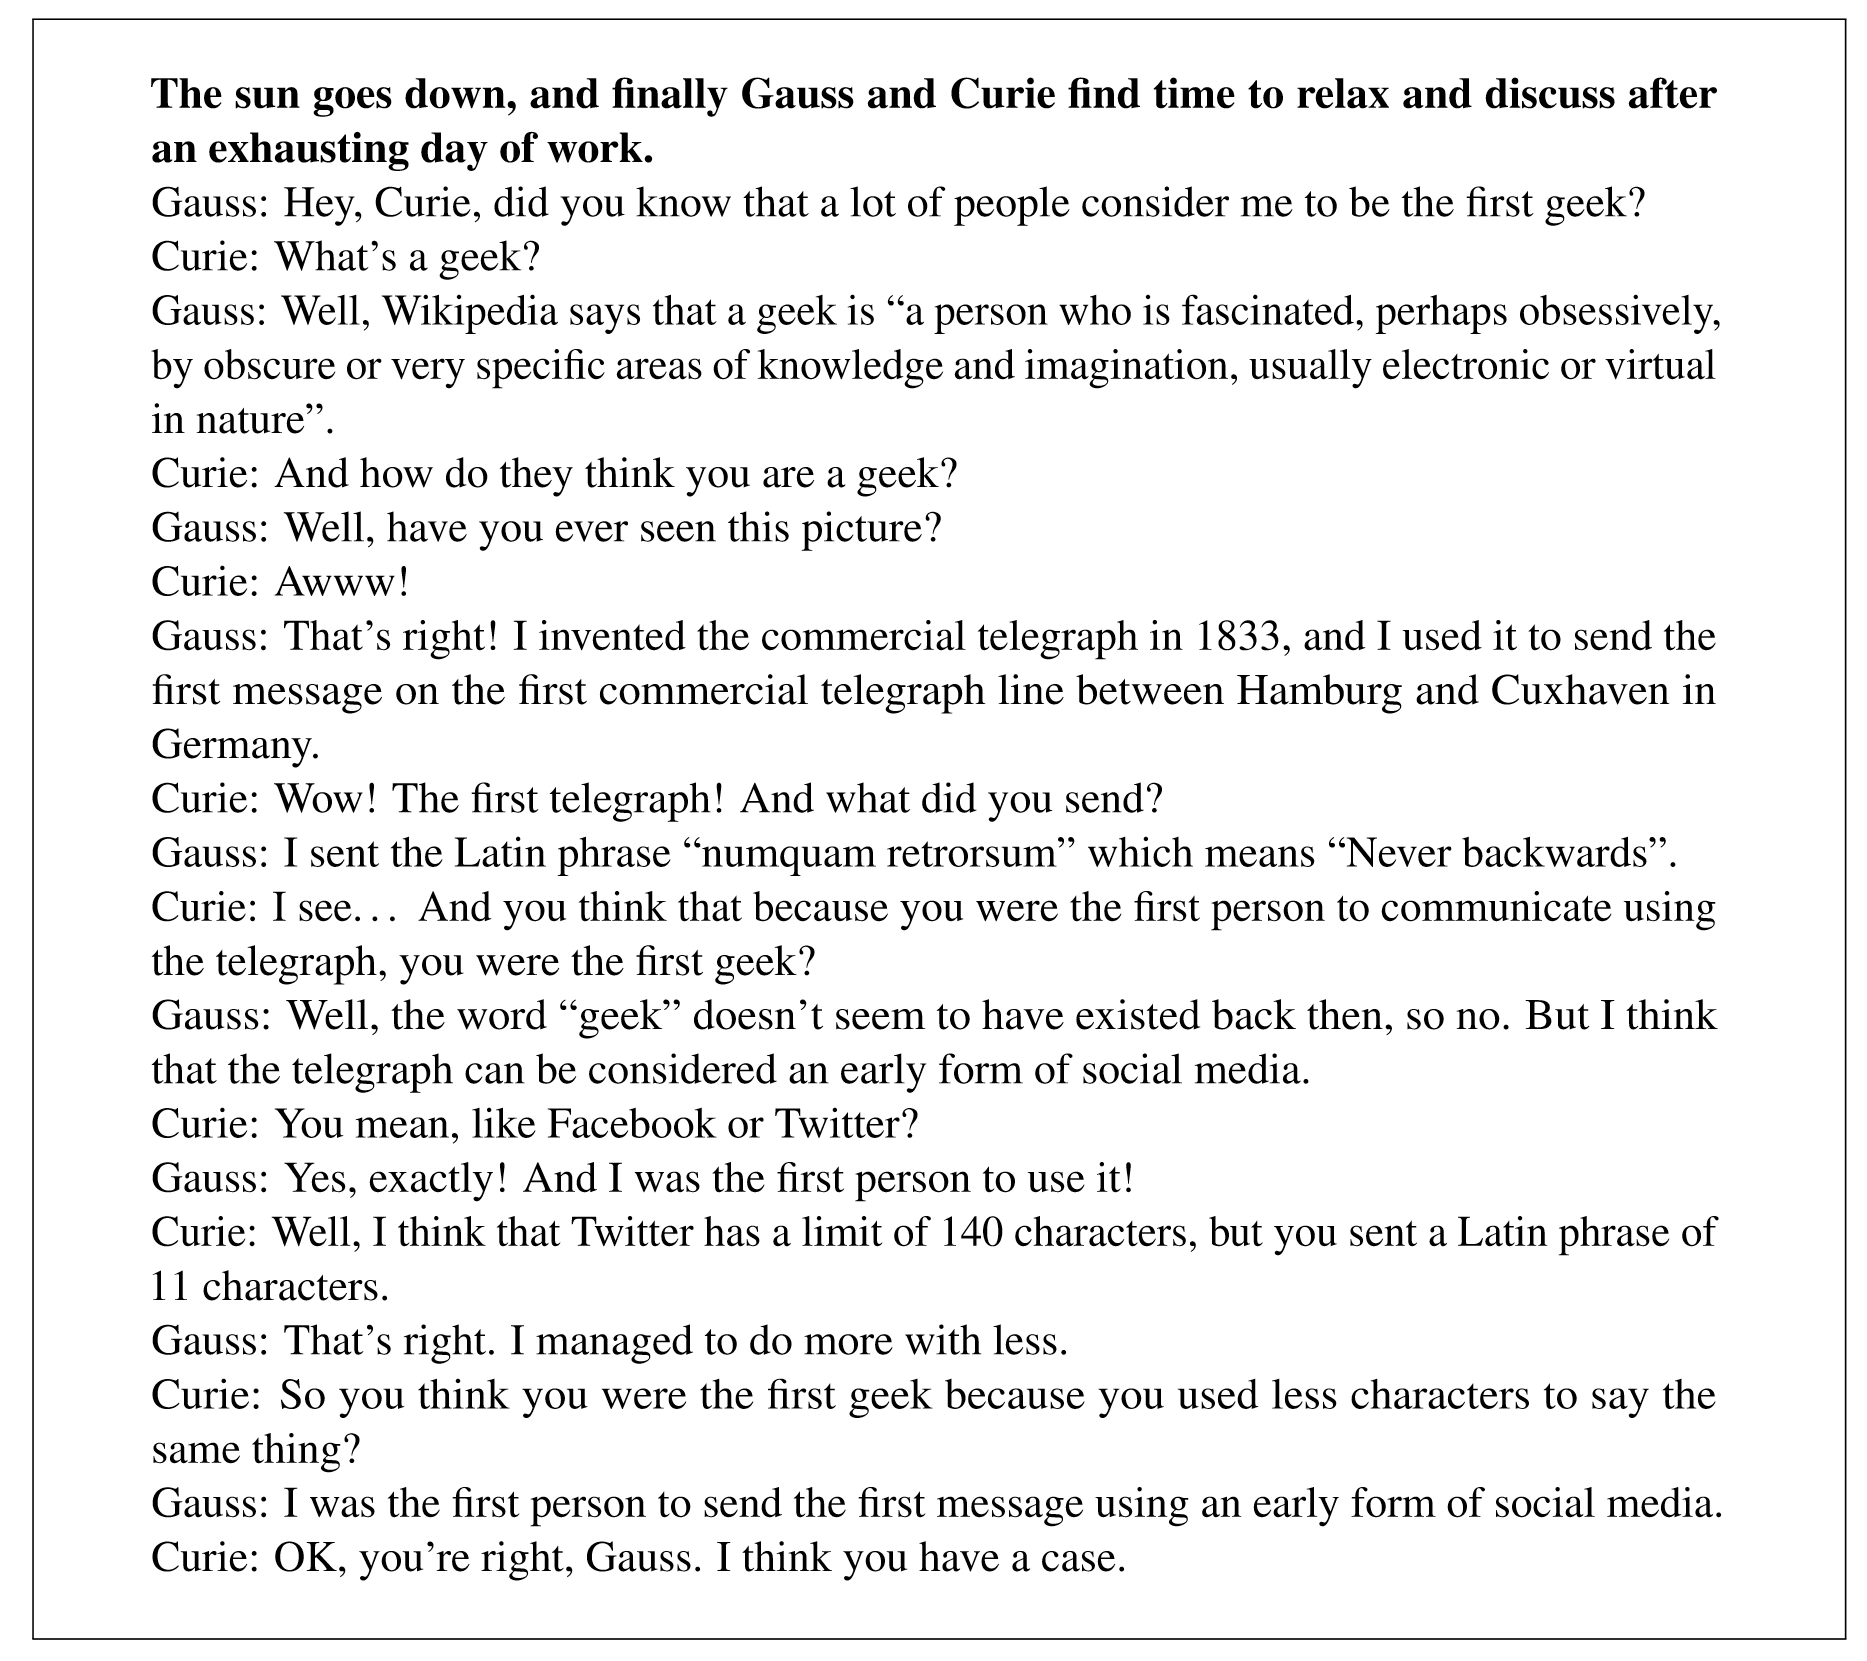 The sun goes down, and finally Gauss and Curie find time to relax and discuss after
an exhausting day of work.
Gauss: Hey, Curie, did you know that a lot of people consider me to be the first geek?
Curie: What’s a geek?
Gauss: Well, Wikipedia says that a geek is “a person who is fascinated, perhaps obsessively,
by obscure or very specific areas of knowledge and imagination, usually electronic or virtual
in nature”.
Curie: And how do they think you are a geek?
Gauss: Well, have you ever seen this picture?
Curie: Awww!
Gauss: That’s right! I invented the commercial telegraph in 1833, and I used it to send the
first message on the first commercial telegraph line between Hamburg and Cuxhaven in
Germany.
Curie: Wow! The first telegraph! And what did you send?
Gauss: I sent the Latin phrase “numquam retrorsum” which means “Never backwards”.
Curie: I see... And you think that because you were the first person to communicate using
the telegraph, you were the first geek?
Gauss: Well, the word “geek” doesn’t seem to have existed back then, so no. But I think
that the telegraph can be considered an early form of social media.
Curie: You mean, like Facebook or Twitter?
Gauss: Yes, exactly! And I was the first person to use it!
Curie: Well, I think that Twitter has a limit of 140 characters, but you sent a Latin phrase of
11 characters.
Gauss: That’s right. I managed to do more with less.
Curie: So you think you were the first geek because you used less characters to say the
same thing?
Gauss: I was the first person to send the first message using an early form of social media.
Curie: OK, you’re right, Gauss. I think you have a case.